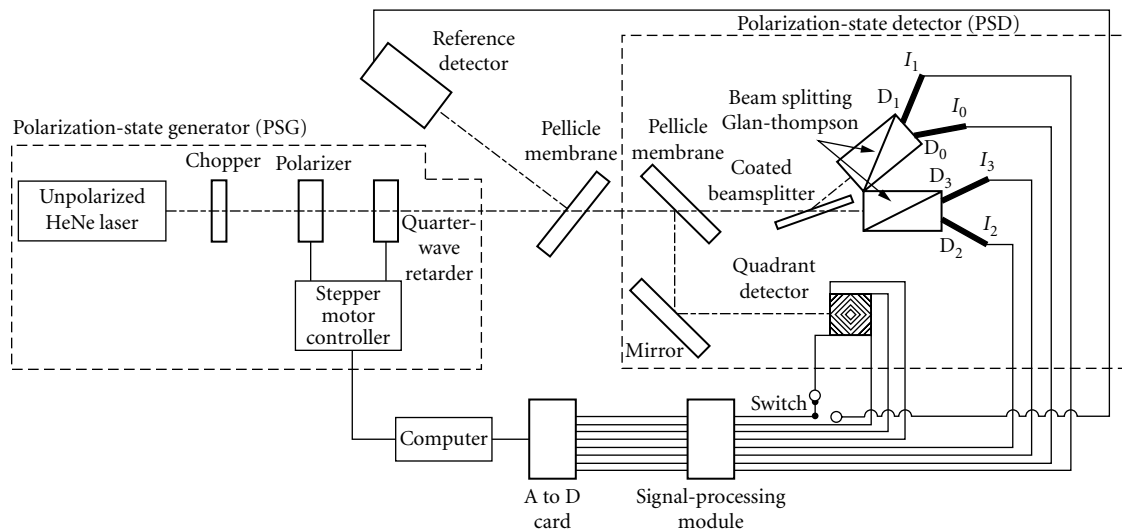 Polarization-state detector (PSD)
Reference
detector
I1
D1
I0
Beam splitting
Glan-thompson
D0
Polarization-state generator (PSG)
Pellicle
membrane
Pellicle
membrane
Chopper
Polarizer
Coated
beamsplitter
D3
I3
Unpolarized
HeNe laser
I2
D2
Quarter-
wave
retarder
Quadrant
detector
Stepper
motor
controller
Mirror
Switch
Computer
A to D
card
Signal-processing
module